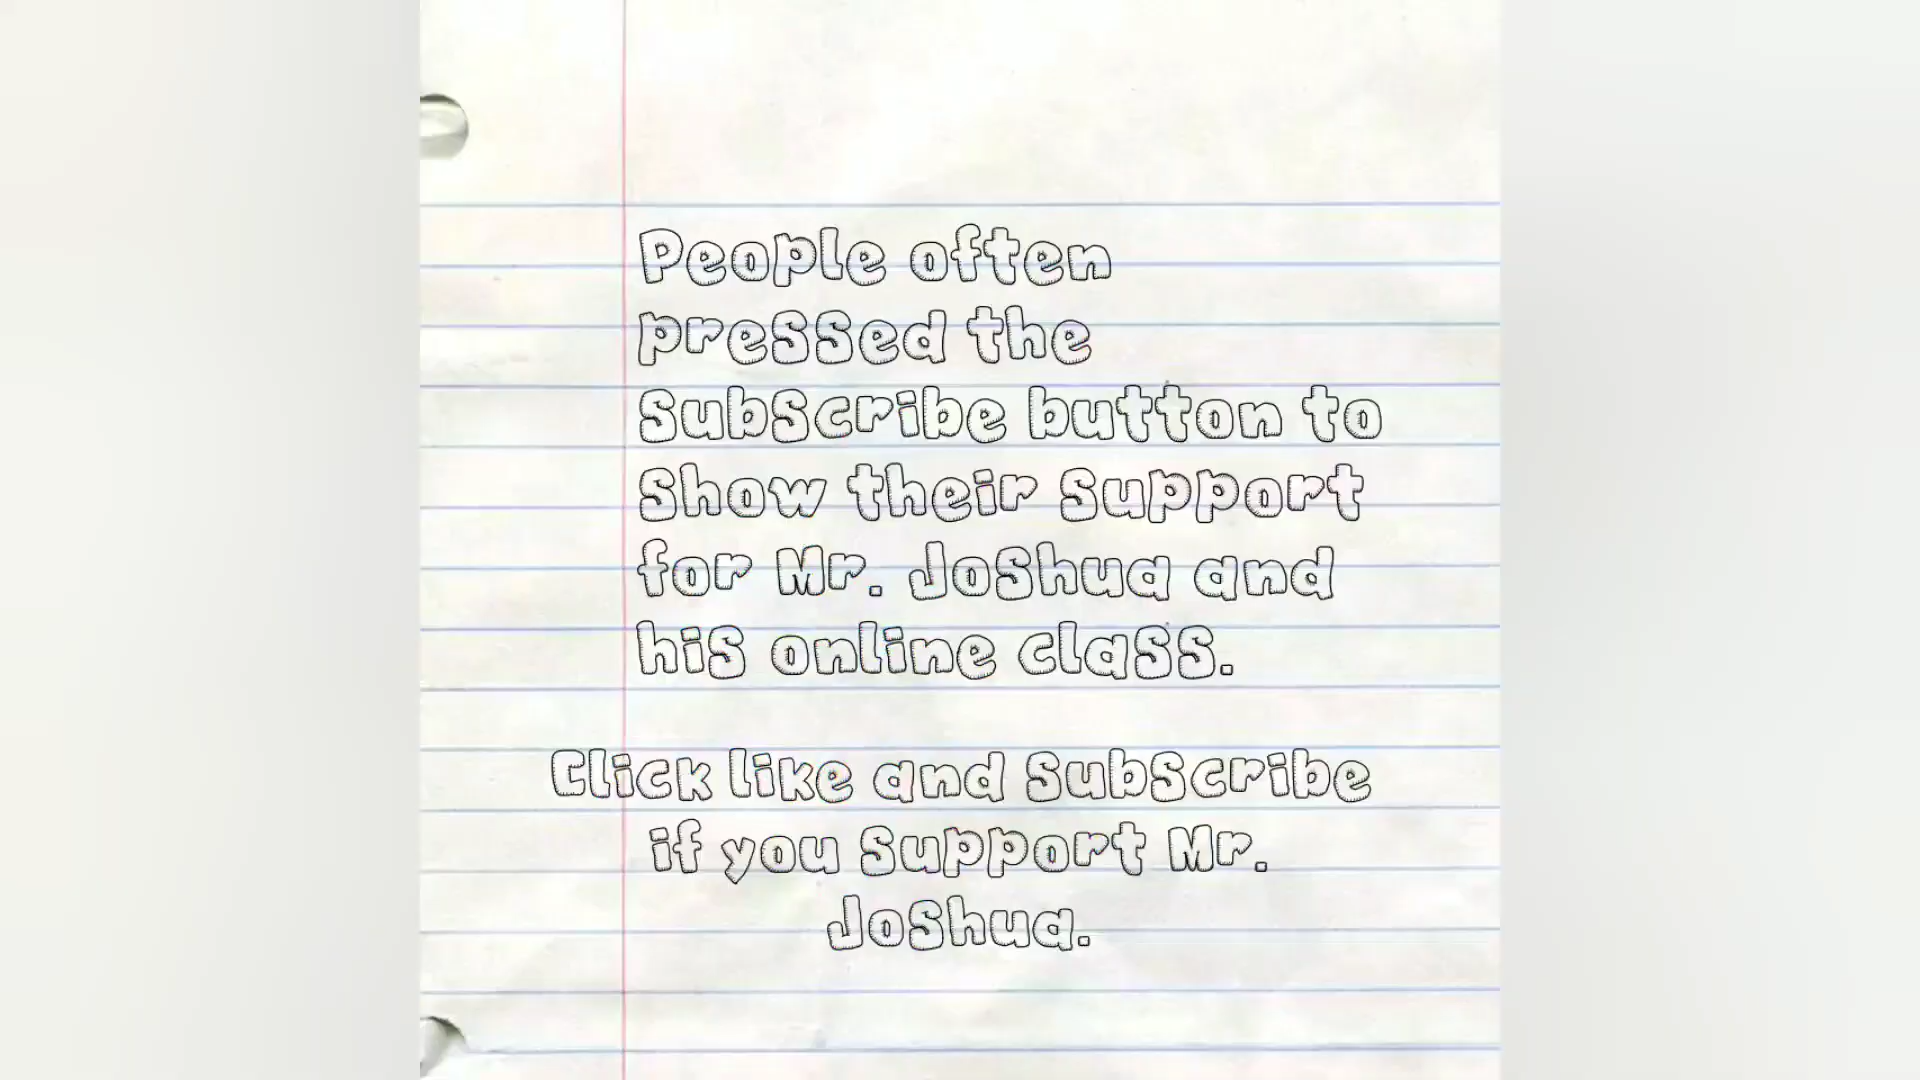 People often
pressed the
Subscribe button to
Show their Support
for Mr. Joshua and
his online class.
Click like and Subscribe
if you Support Mr.
Joshua.